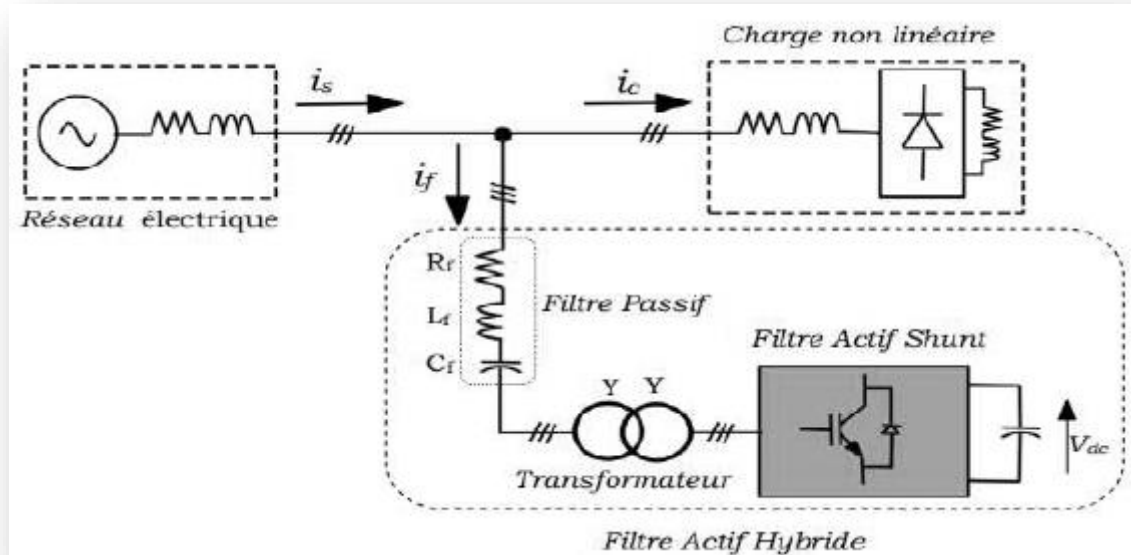 Charge non linéaire
is
ic
if
Réseau électrique
Rf
Lf
Cf
Filtre Passif
Filtre Actif Shunt
Y Y
Vdc
Transformateur
Filtre Actif Hybride